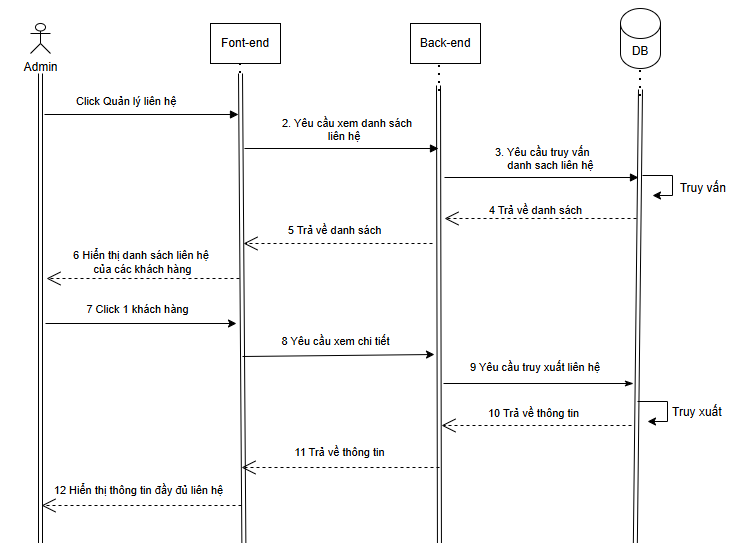 Admin
Font-end
Back-end
DB
Click Quản lý liên hệ
2. Yêu cầu xem danh sách
liên hệ
3. Yêu cầu truy vấn
danh sach liên hệ
Truy vấn
4 Trả về danh sách
5 Trả về danh sách
6 Hiển thị danh sách liên hệ
của các khách hàng
7 Click 1 khách hàng
8 Yêu cầu xem chi tiết
9 Yêu cầu truy xuất liên hệ
Truy xuất
10 Trả về thông tin
11 Trả về thông tin
12 Hiển thị thông tin đầy đủ liên hệ